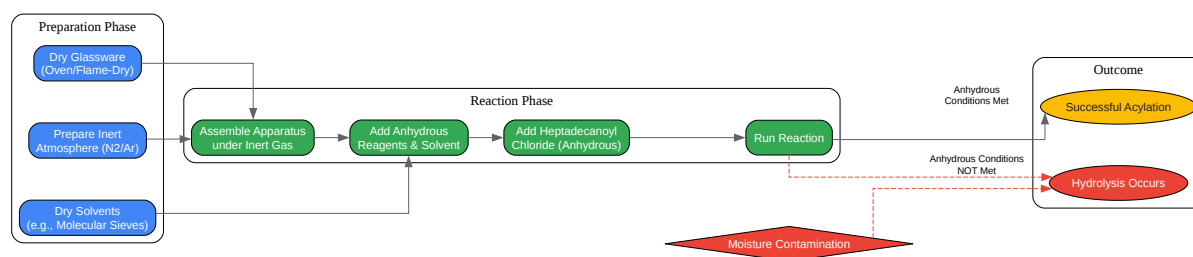 Preparation Phase
Dry Glassware
(Oven/Flame-Dry)
Prepare Inert
Atmosphere (N2/Ar)
Dry Solvents
(e.g., Molecular Sieves)
Reaction Phase
Assemble Apparatus
under Inert Gas
Add Anhydrous
Reagents & Solvent
Add Heptadecanoyl
Chloride (Anhydrous)
Run Reaction
Moisture Contamination
Anhydrous
Conditions Met
Anhydrous Conditions
NOT Met
Outcome
Successful Acylation
Hydrolysis Occurs